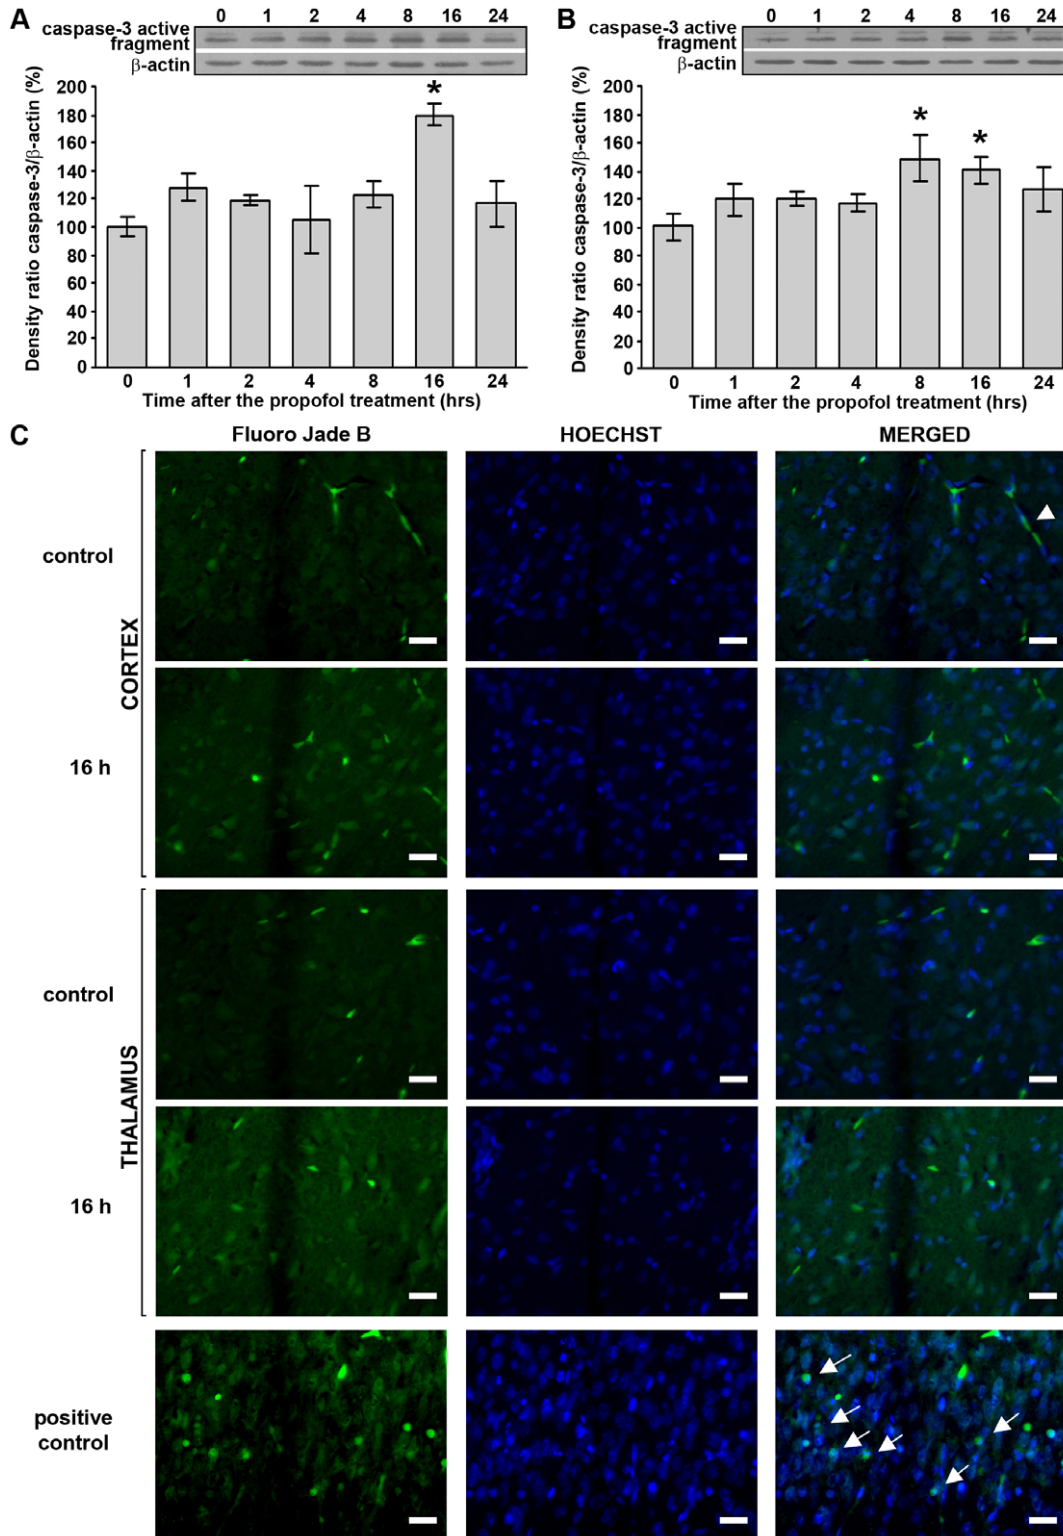 A
0 1 2 4 8 16 24
caspase-3 active
fragment
β-actin
Density ratio caspase-3/β-actin (%)
200
180
160
140
120
100
80
60
40
20
0
*
0 1 2 4 8 16 24
Time after the propofol treatment (hrs)
B
0 1 2 4 8 16 24
caspase-3 active
fragment
β-actin
Density ratio caspase-3/β-actin (%)
200
180
160
140
120
100
80
60
40
20
0
* *
0 1 2 4 8 16 24
Time after the propofol treatment (hrs)
C
Fluoro Jade B HOECHST MERGED
CORTEX
control
16 h
THALAMUS
control
16 h
positive
control